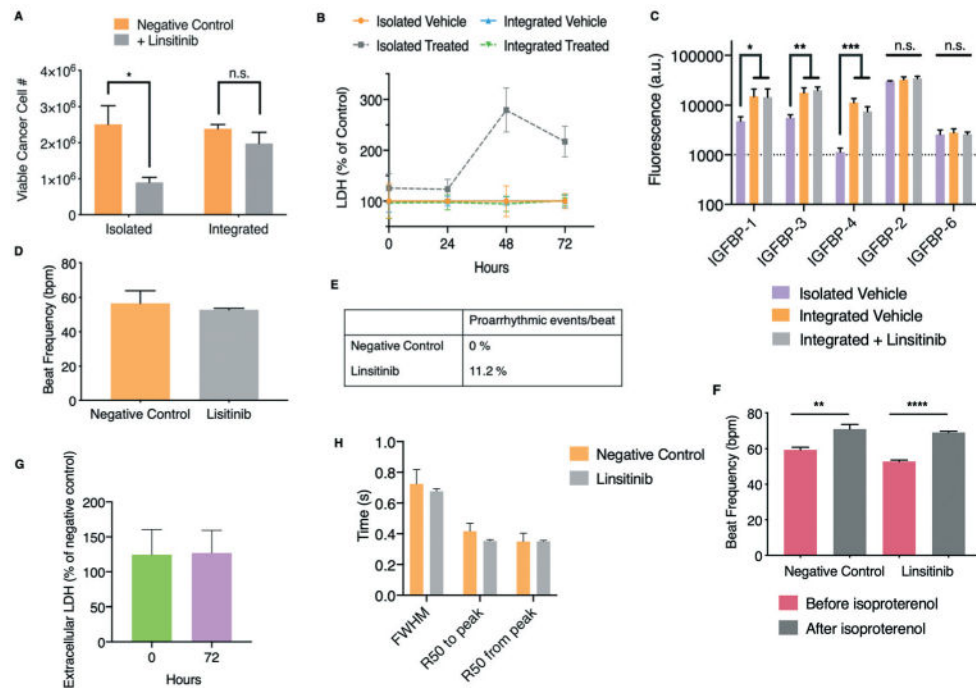 A
Negative Control
+ Linsitinib
Viable Cancer Cell #
4×10⁶
3×10⁶
2×10⁶
1×10⁶
0
*
n.s.
Isolated
Integrated
B
Isolated Vehicle
Integrated Vehicle
Isolated Treated
Integrated Treated
LDH (% of Control)
300
200
100
0
24
48
72
Hours
C
Fluorescence (a.u.)
100000
10000
1000
100
*
**
***
n.s.
n.s.
IGFBP-1
IGFBP-3
IGFBP-4
IGFBP-2
IGFBP-6
Isolated Vehicle
Integrated Vehicle
Integrated + Linsitinib
D
Beat Frequency (bpm)
80
60
40
20
0
Negative Control
Lisitinib
E
Proarrhythmic events/beat
Negative Control 0 %
Linsitinib 11.2 %
F
Beat Frequency (bpm)
80
60
40
20
0
**
****
Negative Control
Linsitinib
Before isoproterenol
After isoproterenol
G
Extracellular LDH (% of negative control)
200
150
100
50
0
0
72
Hours
H
Negative Control
Linsitinib
Time (s)
1.0
0.8
0.6
0.4
0.2
0.0
FWHM
R50 to peak
R50 from peak